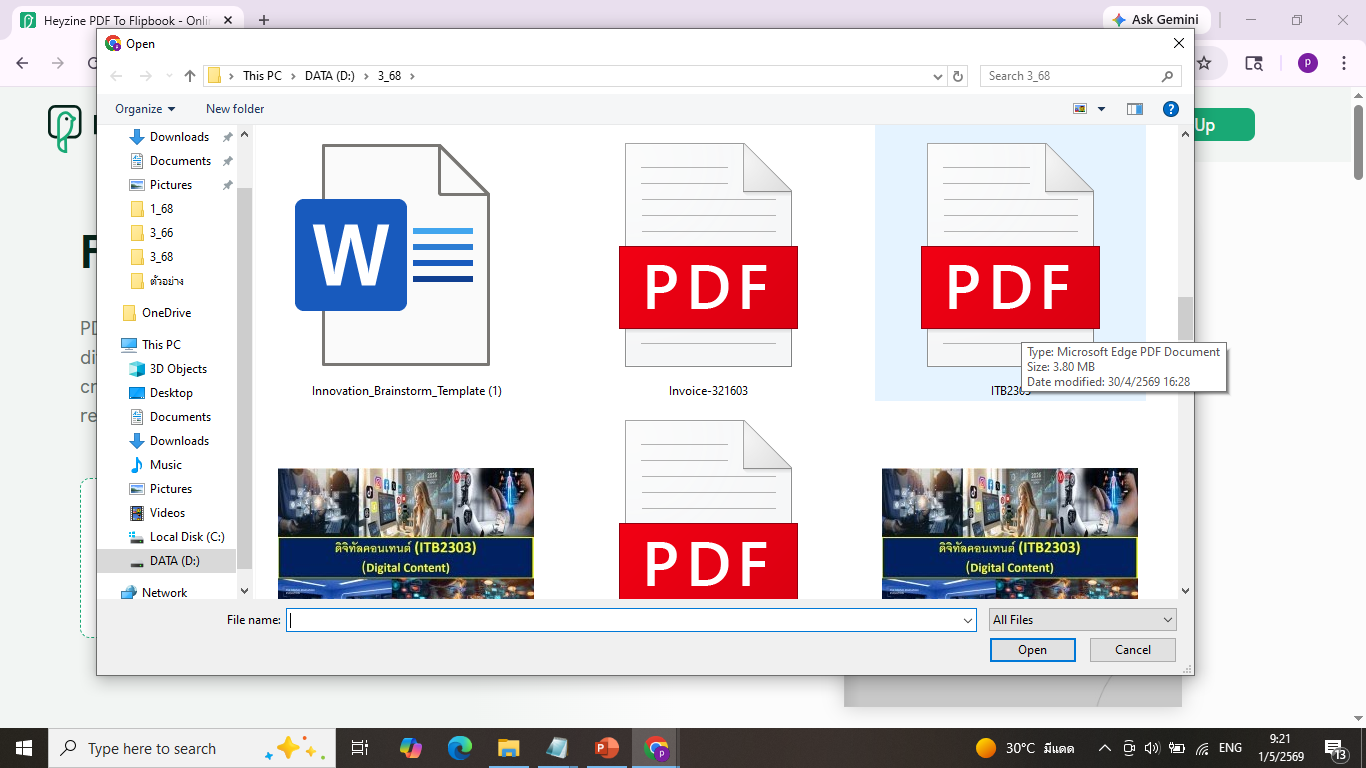 Heyzine PDF To Flipbook - Onli
Ask Gemini
P
Open
This PC
DATA (D:)
3_68
Search 3_68
Organize
New folder
Up
Downloads
Documents
Pictures
1_68
3_66
3_68
ตัวอย่าง
OneDrive
This PC
3D Objects
Desktop
Documents
Downloads
Music
Pictures
Videos
Local Disk (C:)
DATA (D:)
Network
W
PDF
PDF
Type: Microsoft Edge PDF Document
Size: 3.80 MB
Date modified: 30/4/2569 16:28
Innovation_Brainstorm_Template (1)
Invoice-321603
ITB2303
ดิจิทัลคอนเทนต์ (ITB2303)
(Digital Content)
PDF
ดิจิทัลคอนเทนต์ (ITB2303)
(Digital Content)
File name:
All Files
Open
Cancel
Type here to search
30°C มีแดด
ENG
9:21
1/5/2569
13